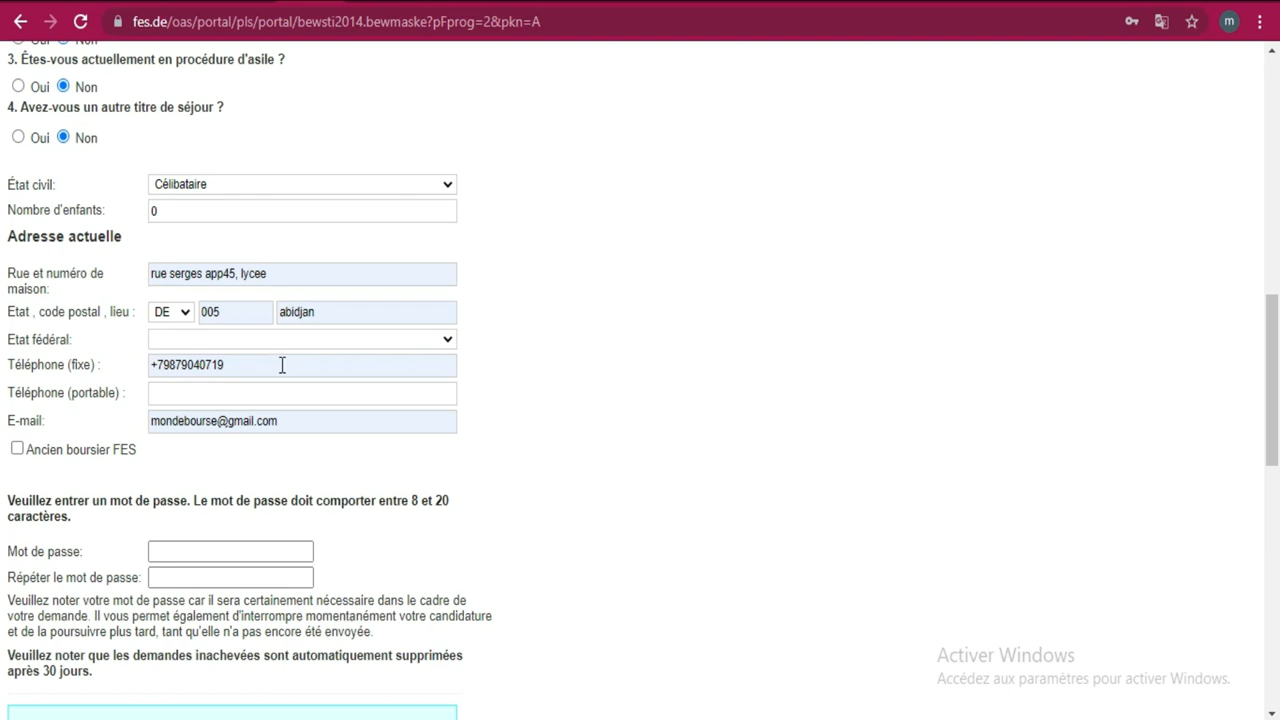 fes.de/oas/portal/pls/portal/bewsti2014.bewmaske?pFprog=2&pkn=A
m
Oui Non
3. Êtes-vous actuellement en procédure d'asile ?
Oui Non
4. Avez-vous un autre titre de séjour ?
Oui Non
État civil: Célibataire
Nombre d'enfants: 0
Adresse actuelle
Rue et numéro de maison: rue serges app45, lycee
Etat , code postal , lieu : DE 005 abidjan
Etat fédéral:
Téléphone (fixe) : +79879040719
Téléphone (portable) :
E-mail: mondebourse@gmail.com
Ancien boursier FES
Veuillez entrer un mot de passe. Le mot de passe doit comporter entre 8 et 20
caractères.
Mot de passe:
Répéter le mot de passe:
Veuillez noter votre mot de passe car il sera certainement nécessaire dans le cadre de
votre demande. Il vous permet également d'interrompre momentanément votre candidature
et de la poursuivre plus tard, tant qu'elle n'a pas encore été envoyée.
Veuillez noter que les demandes inachevées sont automatiquement supprimées
après 30 jours.
Activer Windows
Accédez aux paramètres pour activer Windows.